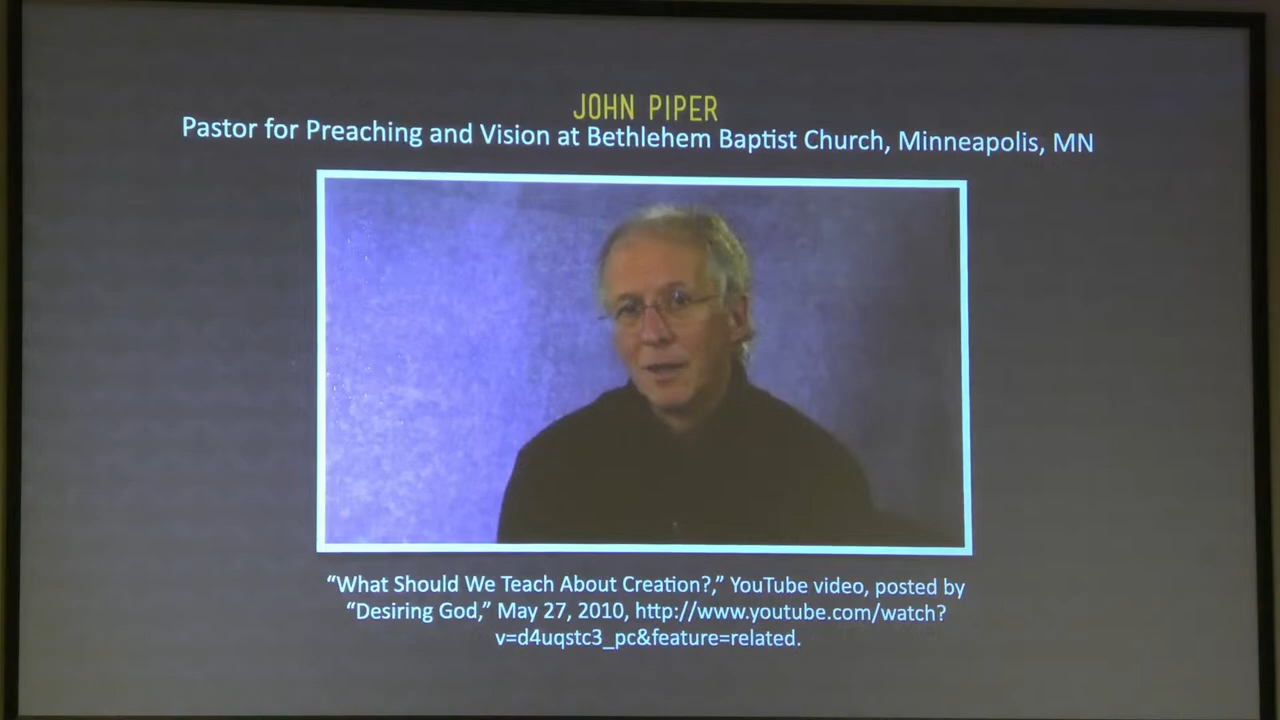 JOHN PIPER
Pastor for Preaching and Vision at Bethlehem Baptist Church, Minneapolis, MN
“What Should We Teach About Creation?,” YouTube video, posted by
“Desiring God,” May 27, 2010, http://www.youtube.com/watch?
v=d4uqstc3_pc&feature=related.